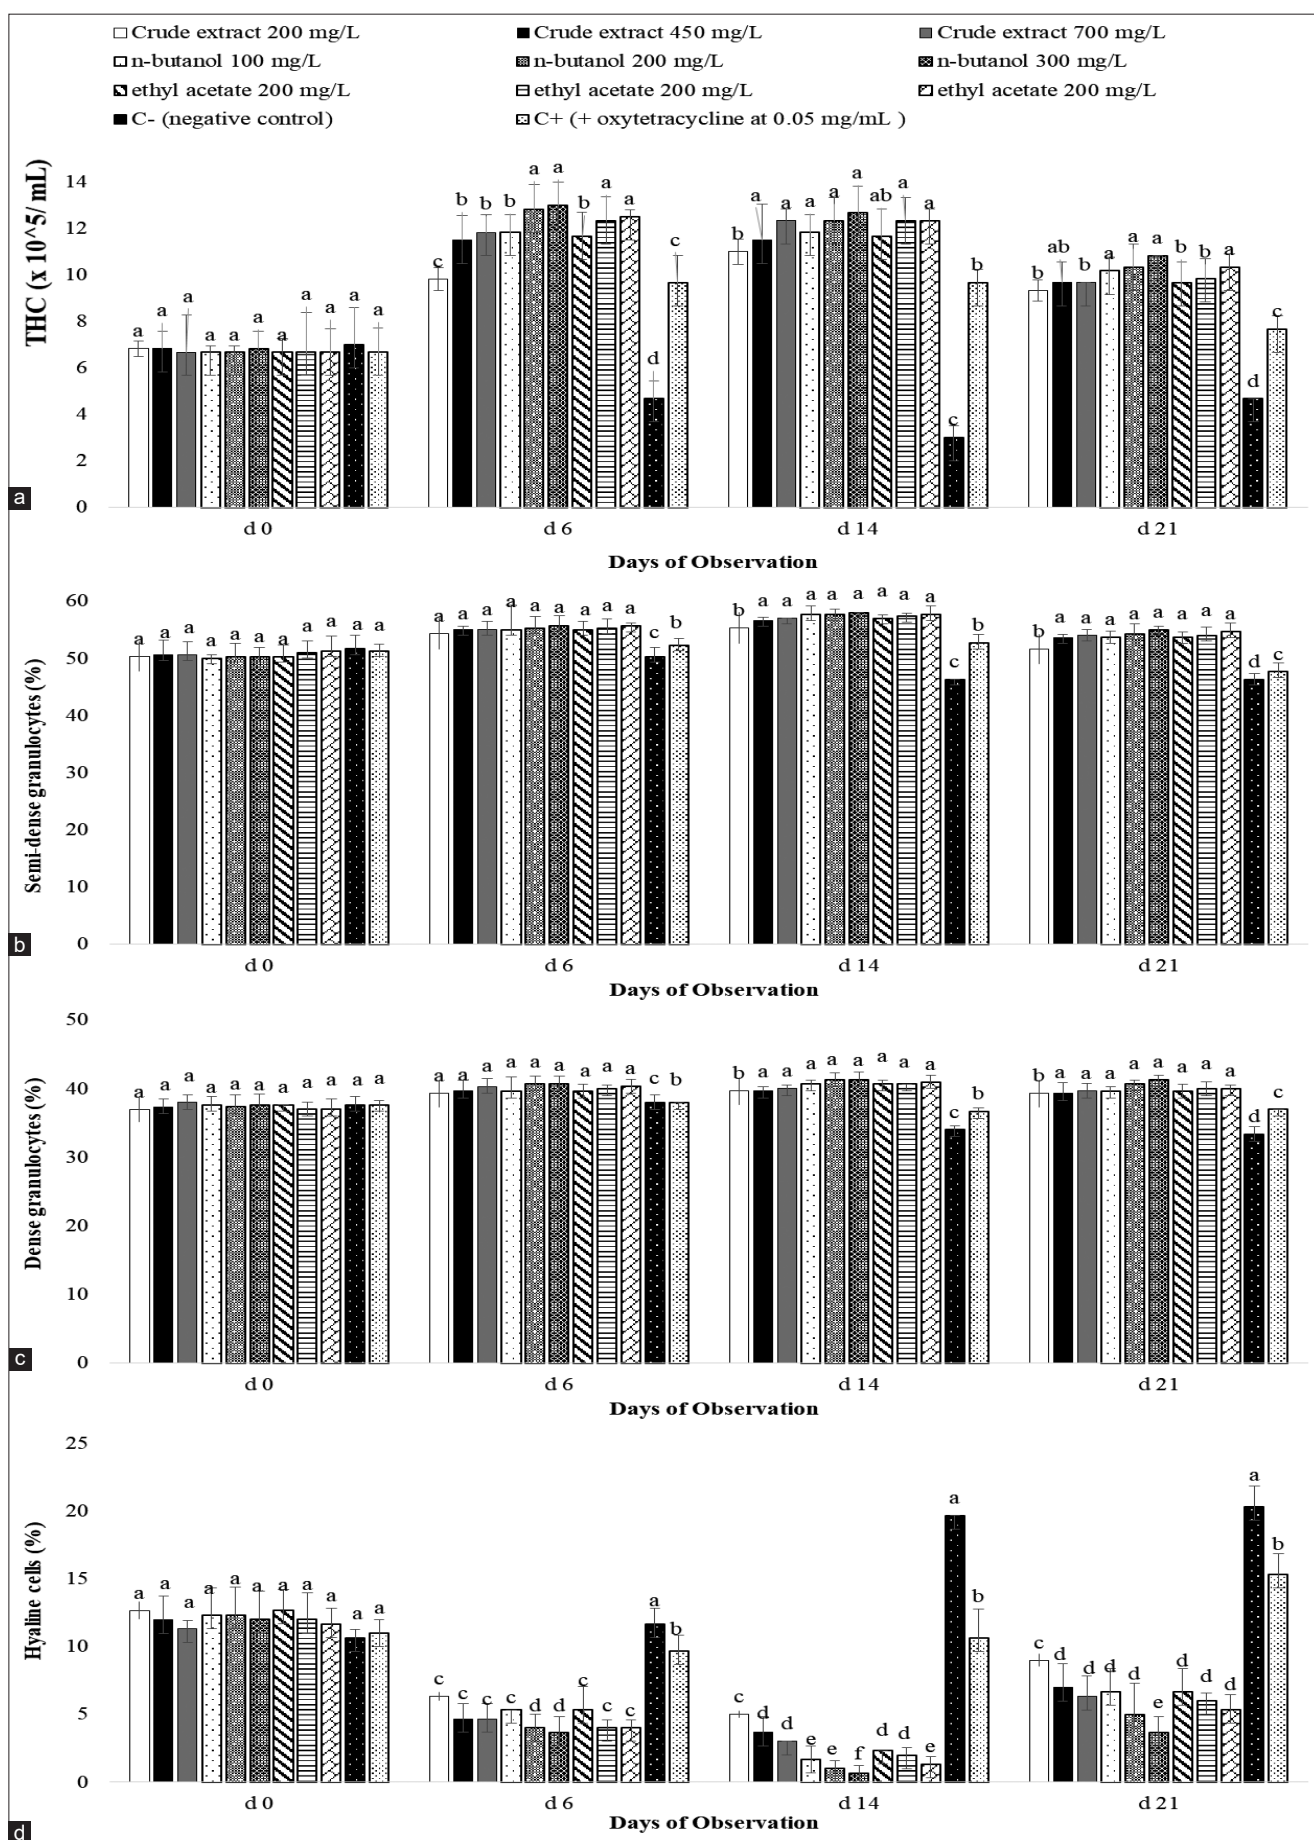 Crude extract 200 mg/L Crude extract 450 mg/L Crude extract 700 mg/L
n-butanol 100 mg/L n-butanol 200 mg/L n-butanol 300 mg/L
ethyl acetate 200 mg/L ethyl acetate 200 mg/L ethyl acetate 200 mg/L
C- (negative control) C+ (+ oxytetracycline at 0.05 mg/mL )
THC (x 10^5/ mL)
14
12
10
8
6
4
2
0
a a a a a a a a a a a
c b b b a a b a a d c
b a a a a a ab a a c b
b ab b a a a b b a d c
d 0 d 6 d 14 d 21
Days of Observation
a
Semi-dense granulocytes (%)
60
50
40
30
20
10
0
a a a a a a a a a a a
a a a a a a a a a c b
b a a a a a a a a c b
b a a a a a a a a d c
d 0 d 6 d 14 d 21
Days of Observation
b
Dense granulocytes (%)
50
40
30
20
10
0
a a a a a a a a a a a
a a a a a a a a a c b
b a a a a a a a a c b
b a a a a a a a a d c
d 0 d 6 d 14 d 21
Days of Observation
c
Hyaline cells (%)
25
20
15
10
5
0
a a a a a a a a a a a
c c c c d d c c c a b
c d d e e f d d e a b
c d d d d e d d d a b
d 0 d 6 d 14 d 21
Days of Observation
d